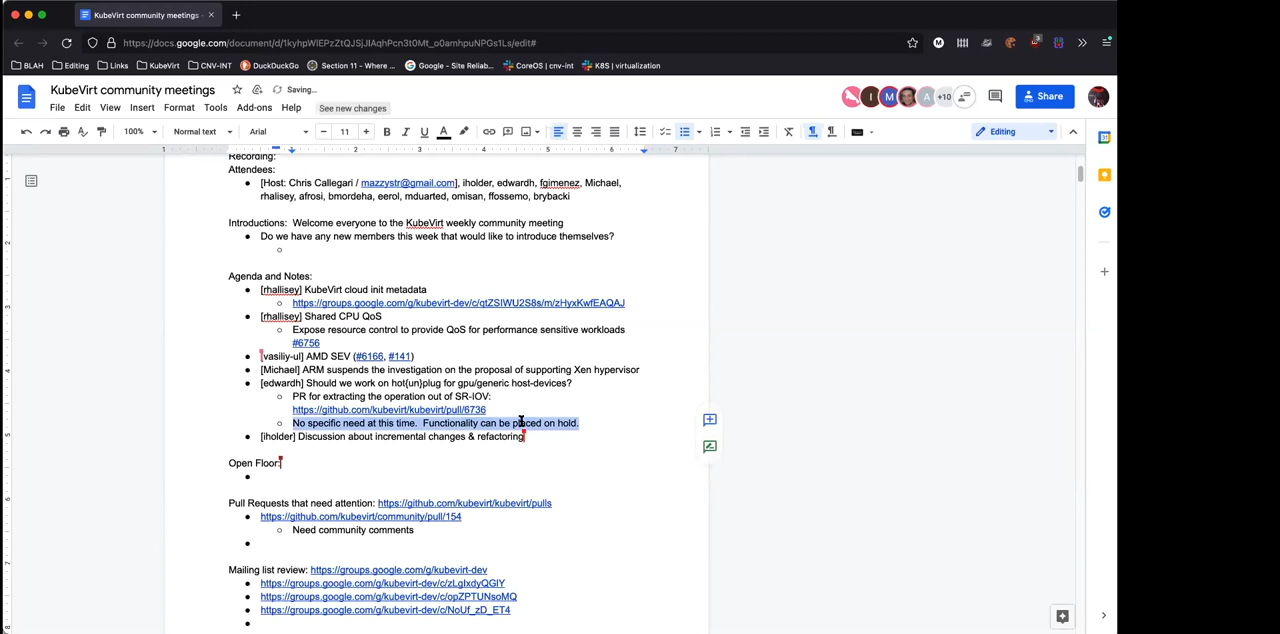 KubeVirt community meetings -
https://docs.google.com/document/d/1kyhpWlEPzZtQJSjJIAqhPcn3t0Mt_o0amhpuNPGs1Ls/edit#
BLAH Editing Links KubeVirt CNV-INT DuckDuckGo Section 11 - Where ... Google - Site Reliab... CoreOS | cnv-int K8S | virtualization
KubeVirt community meetings Saving...
File Edit View Insert Format Tools Add-ons Help See new changes
+10 Share
100% Normal text Arial 11 Editing
Recording:
Attendees:
[Host: Chris Callegari / mazzystr@gmail.com], iholder, edwardh, fgimenez, Michael,
rhalisey, afrosi, bmordeha, eerol, mduarted, omisan, ffossemo, brybacki
Introductions: Welcome everyone to the KubeVirt weekly community meeting
Do we have any new members this week that would like to introduce themselves?
Agenda and Notes:
[rhallisey] KubeVirt cloud init metadata
https://groups.google.com/g/kubevirt-dev/c/qtZSIWU2S8s/m/zHyxKwfEAQAJ
[rhallisey] Shared CPU QoS
Expose resource control to provide QoS for performance sensitive workloads
#6756
[vasiliy-ul] AMD SEV (#6166, #141)
[Michael] ARM suspends the investigation on the proposal of supporting Xen hypervisor
[edwardh] Should we work on hot{un}plug for gpu/generic host-devices?
PR for extracting the operation out of SR-IOV:
https://github.com/kubevirt/kubevirt/pull/6736
No specific need at this time. Functionality can be placed on hold.
[iholder] Discussion about incremental changes & refactoring
Open Floor:
Pull Requests that need attention: https://github.com/kubevirt/kubevirt/pulls
https://github.com/kubevirt/community/pull/154
Need community comments
Mailing list review: https://groups.google.com/g/kubevirt-dev
https://groups.google.com/g/kubevirt-dev/c/zLgIxdyQGIY
https://groups.google.com/g/kubevirt-dev/c/opZPTUNsoMQ
https://groups.google.com/g/kubevirt-dev/c/NoUf_zD_ET4